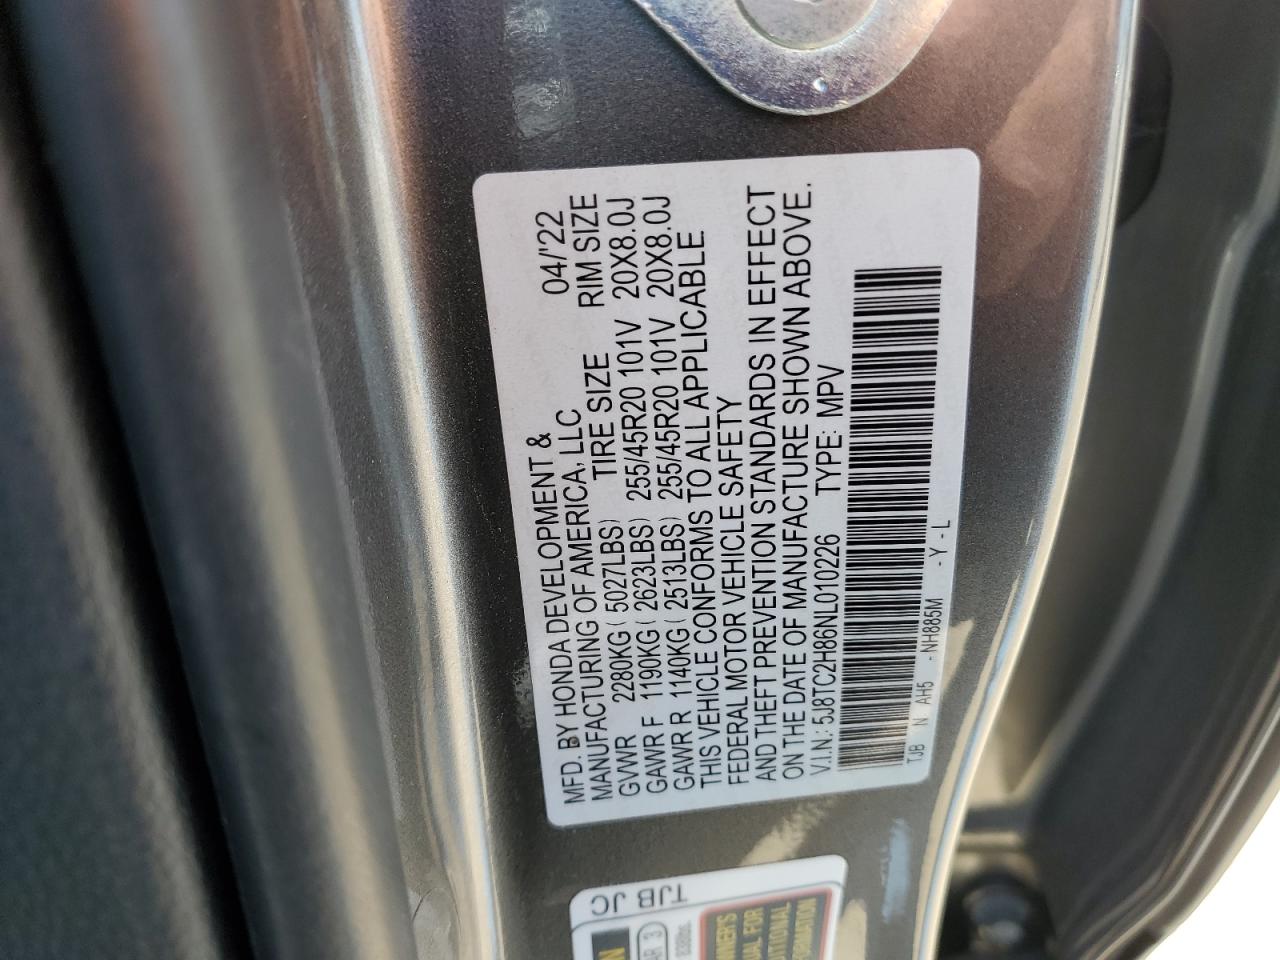 MFD. BY HONDA DEVELOPMENT & 04/'22
MANUFACTURING OF AMERICA, LLC
TIRE SIZE RIM SIZE
GVWR 2280KG ( 5027LBS)
GAWR F 1190KG ( 2623LBS) 255/45R20 101V 20X8.0J
GAWR R 1140KG ( 2513LBS) 255/45R20 101V 20X8.0J
THIS VEHICLE CONFORMS TO ALL APPLICABLE
FEDERAL MOTOR VEHICLE SAFETY
AND THEFT PREVENTION STANDARDS IN EFFECT
ON THE DATE OF MANUFACTURE SHOWN ABOVE.
V.I.N.: 5J8TC2H86NL010226 TYPE: MPV
TJB N AH5 - NH885M - Y - L
TJB JC